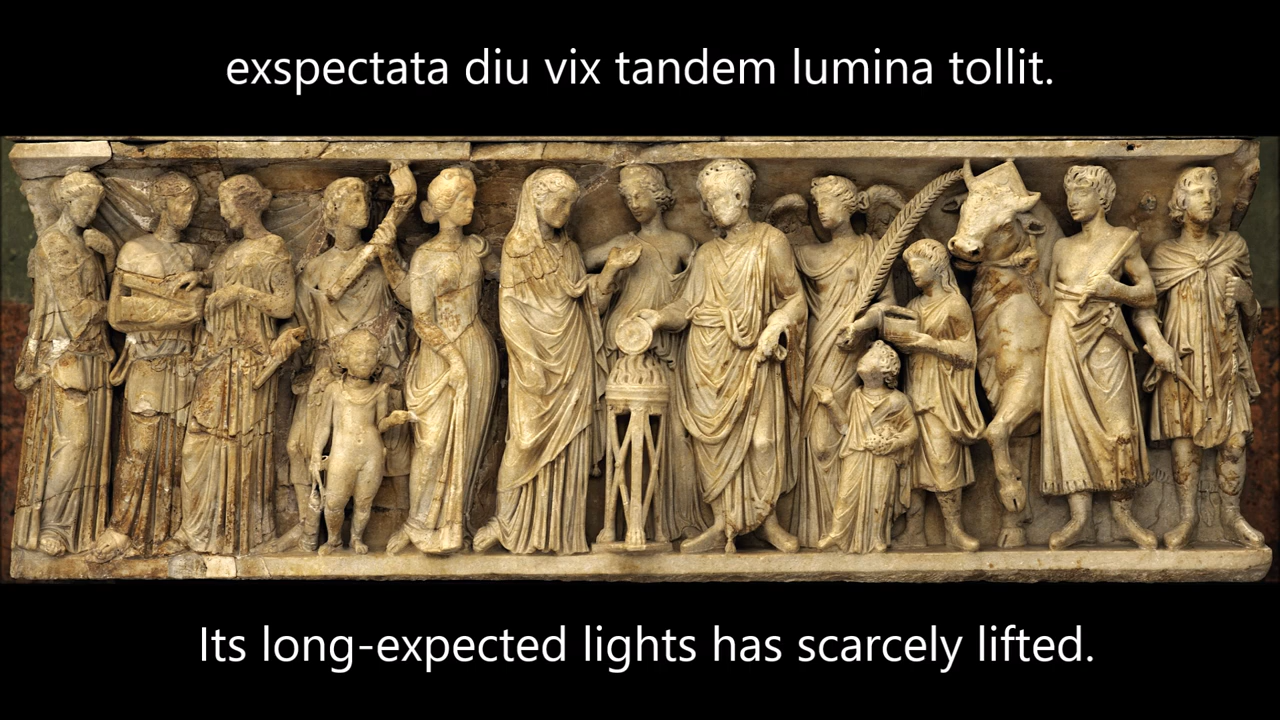 exspectata diu vix tandem lumina tollit.
Its long-expected lights has scarcely lifted.